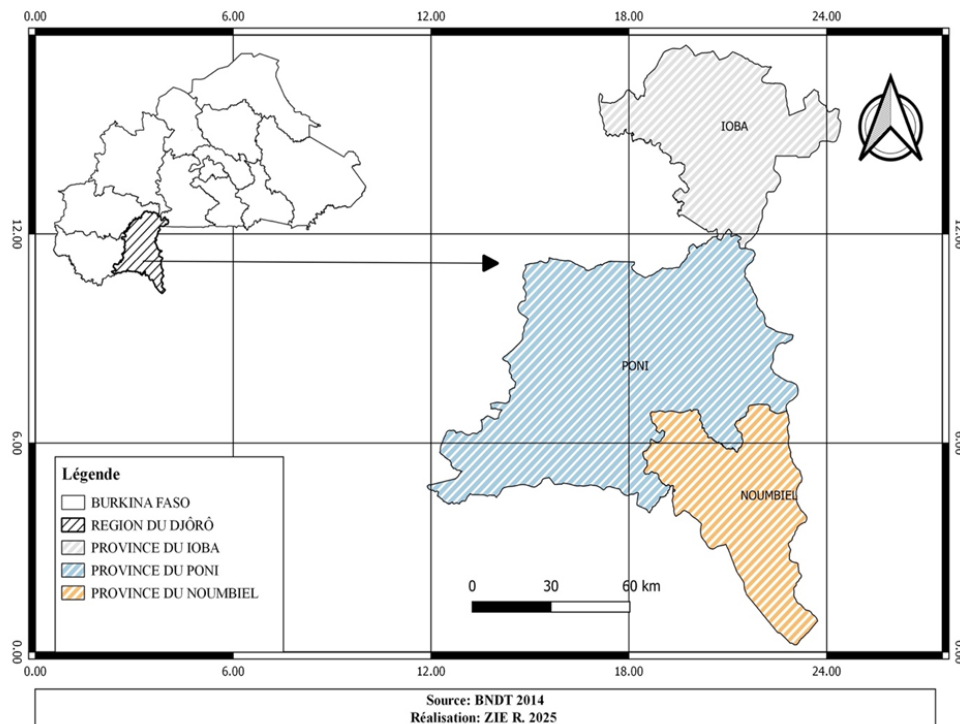 0.00 6.00 12.00 18.00 24.00
IOBA
12.00 12.00
PONI
6.00 6.00
NOUMBIEL
Légende
BURKINA FASO
REGION DU DJÔRÔ
PROVINCE DU IOBA
PROVINCE DU PONI
PROVINCE DU NOUMBIEL
0 30 60 km
0.00 0.00
0.00 6.00 12.00 18.00 24.00
Source: BNDT 2014
Réalisation: ZIE R. 2025